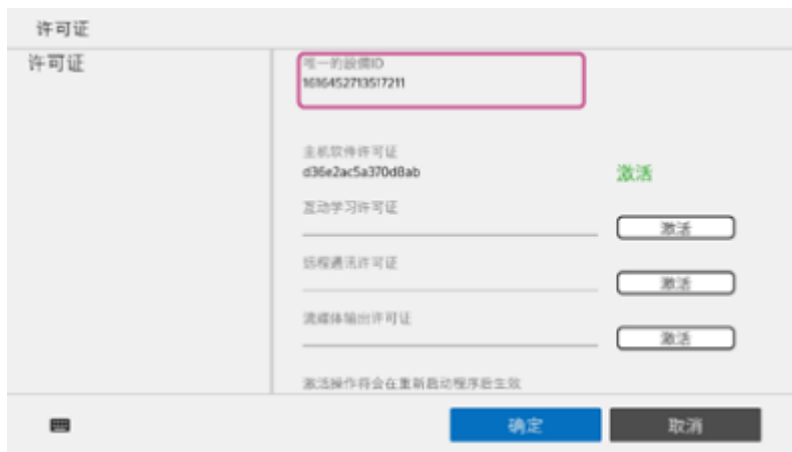 许可证
许可证
唯一的設備ID
1616452713517211
主机软件许可证
d36e2ac5a370d8ab
激活
互动学习许可证
激活
远程通讯许可证
激活
流媒体输出许可证
激活
激活操作将会在重新启动程序后生效
确定
取消